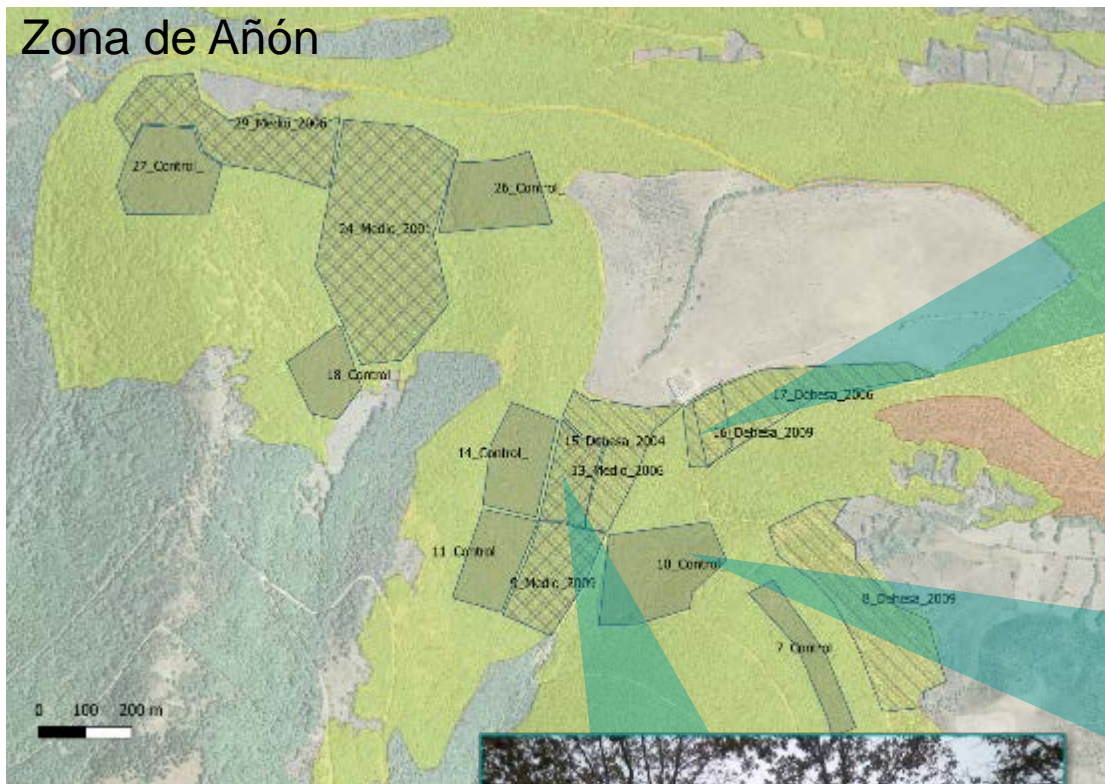 Zona de Añón
29_Medio_2006
27_Control_
26_Control_
24_Medio_2001
18_Control
17_Dehesa_2006
16_Dehesa_2009
15_Dehesa_2004
14_Control_
13_Medio_2006
11_Control
10_Control
9_Medio_2009
8_Dehesa_2009
7_Control
0 100 200 m